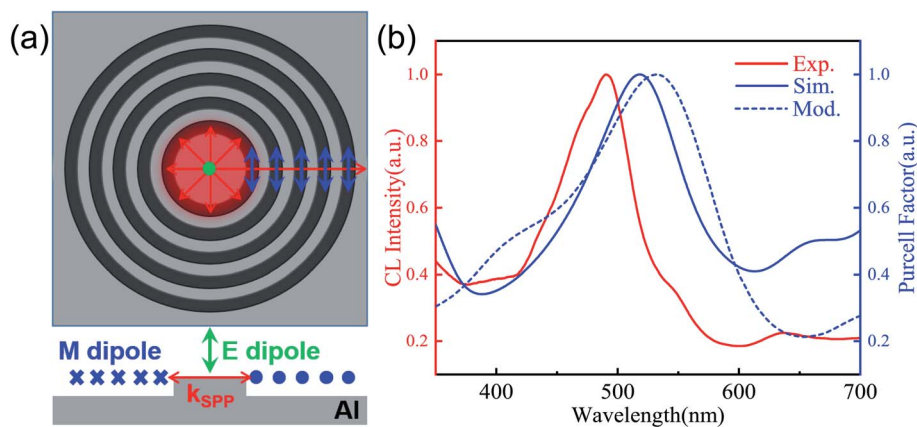 (a)
M dipole
E dipole
k_SPP
Al
(b)
Exp.
Sim.
Mod.
CL Intensity(a.u.)
1.0
0.8
0.6
0.4
0.2
Purcell Factor(a.u.)
1.0
0.8
0.6
0.4
0.2
400 500 600 700
Wavelength(nm)